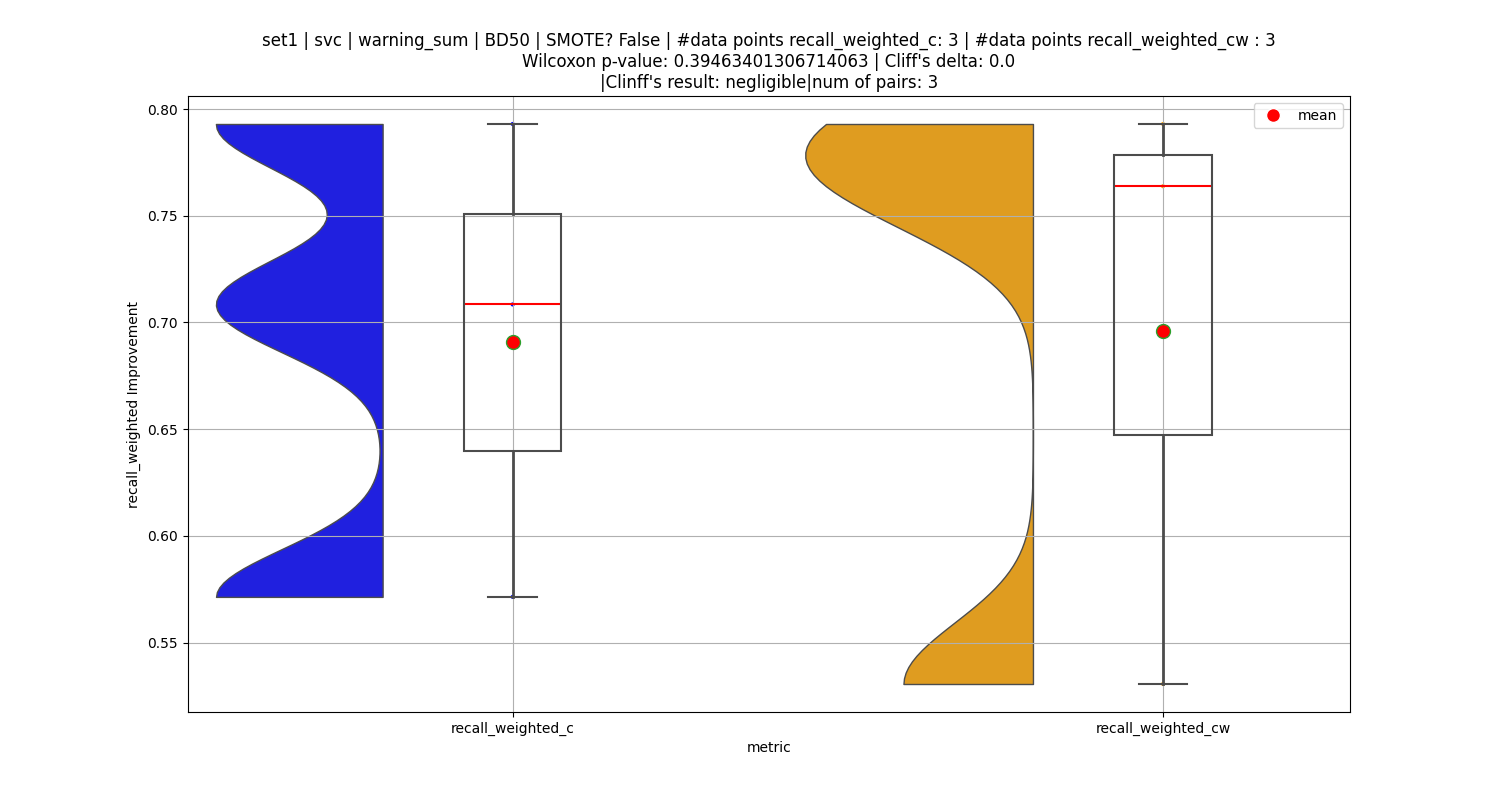 set1 | svc | warning_sum | BD50 | SMOTE? False | #data points recall_weighted_c: 3 | #data points recall_weighted_cw : 3
Wilcoxon p-value: 0.39463401306714063 | Cliff's delta: 0.0
|Clinff's result: negligible|num of pairs: 3
mean
0.80
0.75
0.70
0.65
0.60
0.55
recall_weighted Improvement
recall_weighted_c
recall_weighted_cw
metric